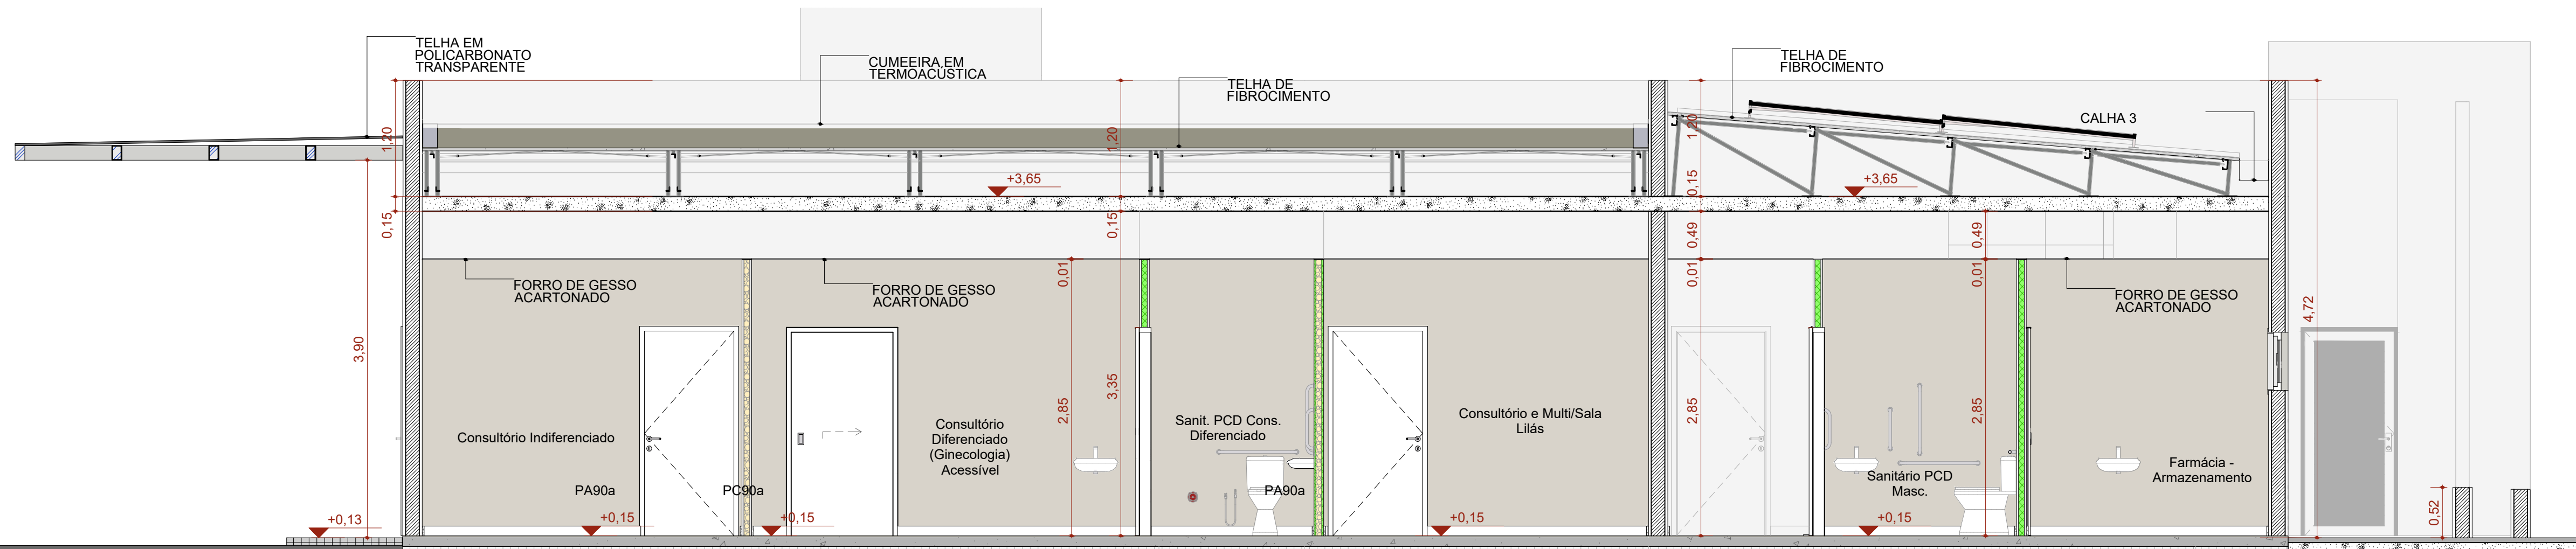 TELHA EM
POLICARBONATO
TRANSPARENTE
CUMEEIRA EM
TERMOACÚSTICA
TELHA DE
FIBROCIMENTO
TELHA DE
FIBROCIMENTO
CALHA 3
1,20
1,20
1,20
+3,65
+3,65
0,15
0,15
0,15
0,49
0,49
0,01
0,01
0,01
FORRO DE GESSO
ACARTONADO
FORRO DE GESSO
ACARTONADO
FORRO DE GESSO
ACARTONADO
3,90
2,85
3,35
2,85
2,85
4,72
Consultório Indiferenciado
Consultório
Diferenciado
(Ginecologia)
Acessível
Sanit. PCD Cons.
Diferenciado
Consultório e Multi/Sala
Lilás
Sanitário PCD
Masc.
Farmácia -
Armazenamento
PA90a
PC90a
PA90a
+0,13
+0,15
+0,15
+0,15
+0,15
0,52